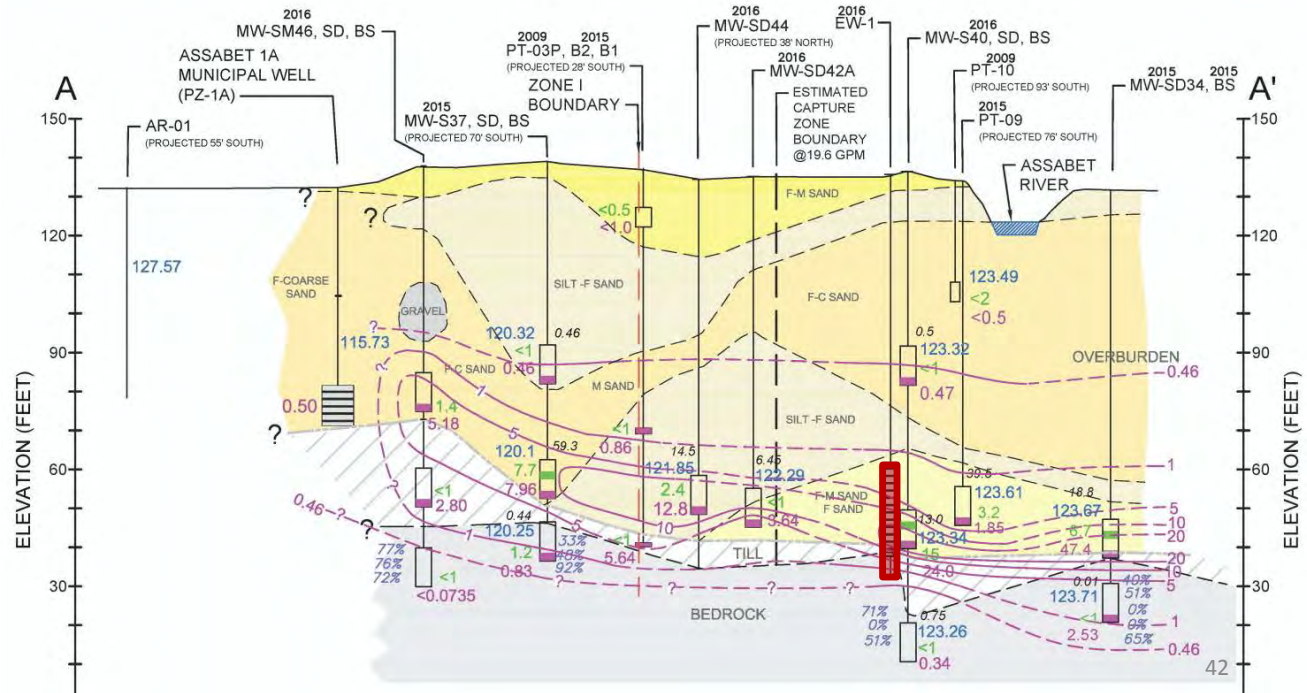 2016
MW-SM46, SD, BS
ASSABET 1A
MUNICIPAL WELL
(PZ-1A)
A
AR-01
(PROJECTED 55' SOUTH)
2015
MW-S37, SD, BS
(PROJECTED 70' SOUTH)
2009 2015
PT-03P, B2, B1
(PROJECTED 28' SOUTH)
ZONE I
BOUNDARY
2016
MW-SD44
(PROJECTED 38' NORTH)
2016
MW-SD42A
ESTIMATED
CAPTURE
ZONE
BOUNDARY
@19.6 GPM
2016
EW-1
2016
MW-S40, SD, BS
2009
PT-10
(PROJECTED 93' SOUTH)
2015
PT-09
(PROJECTED 76' SOUTH)
2015 2015
MW-SD34, BS
A'
ASSABET
RIVER
ELEVATION (FEET)
150
120
90
60
30
150
120
90
60
30
ELEVATION (FEET)
127.57
?
?
?
?
F-COARSE
SAND
115.73
0.50
GRAVEL
F-C SAND
1.4
5.18
<1
2.80
<1
<0.0735
77%
76%
72%
SILT -F SAND
0.46
120.32
<1
0.46
59.3
120.1
7.7
7.96
0.44
120.25
1.2
0.83
33%
92%
<0.5
<1.0
M SAND
<1
0.86
<1
5.64
14.5
121.85
2.4
12.8
6.45
122.29
<1
3.64
F-M SAND
F-C SAND
SILT -F SAND
F-M SAND
F SAND
TILL
BEDROCK
0.5
123.32
<1
0.47
13.0
123.34
15
24.0
0.75
123.26
<1
0.34
71%
0%
51%
123.49
<2
<0.5
39.5
123.61
3.2
1.85
18.8
123.67
6.7
47.4
0.01
123.71
<1
2.53
40%
51%
0%
0%
65%
OVERBURDEN
0.46
1
5
10
20
20
10
5
1
0.46
1
5
10
5
1
0.46
?
?
?
?
?
?
42